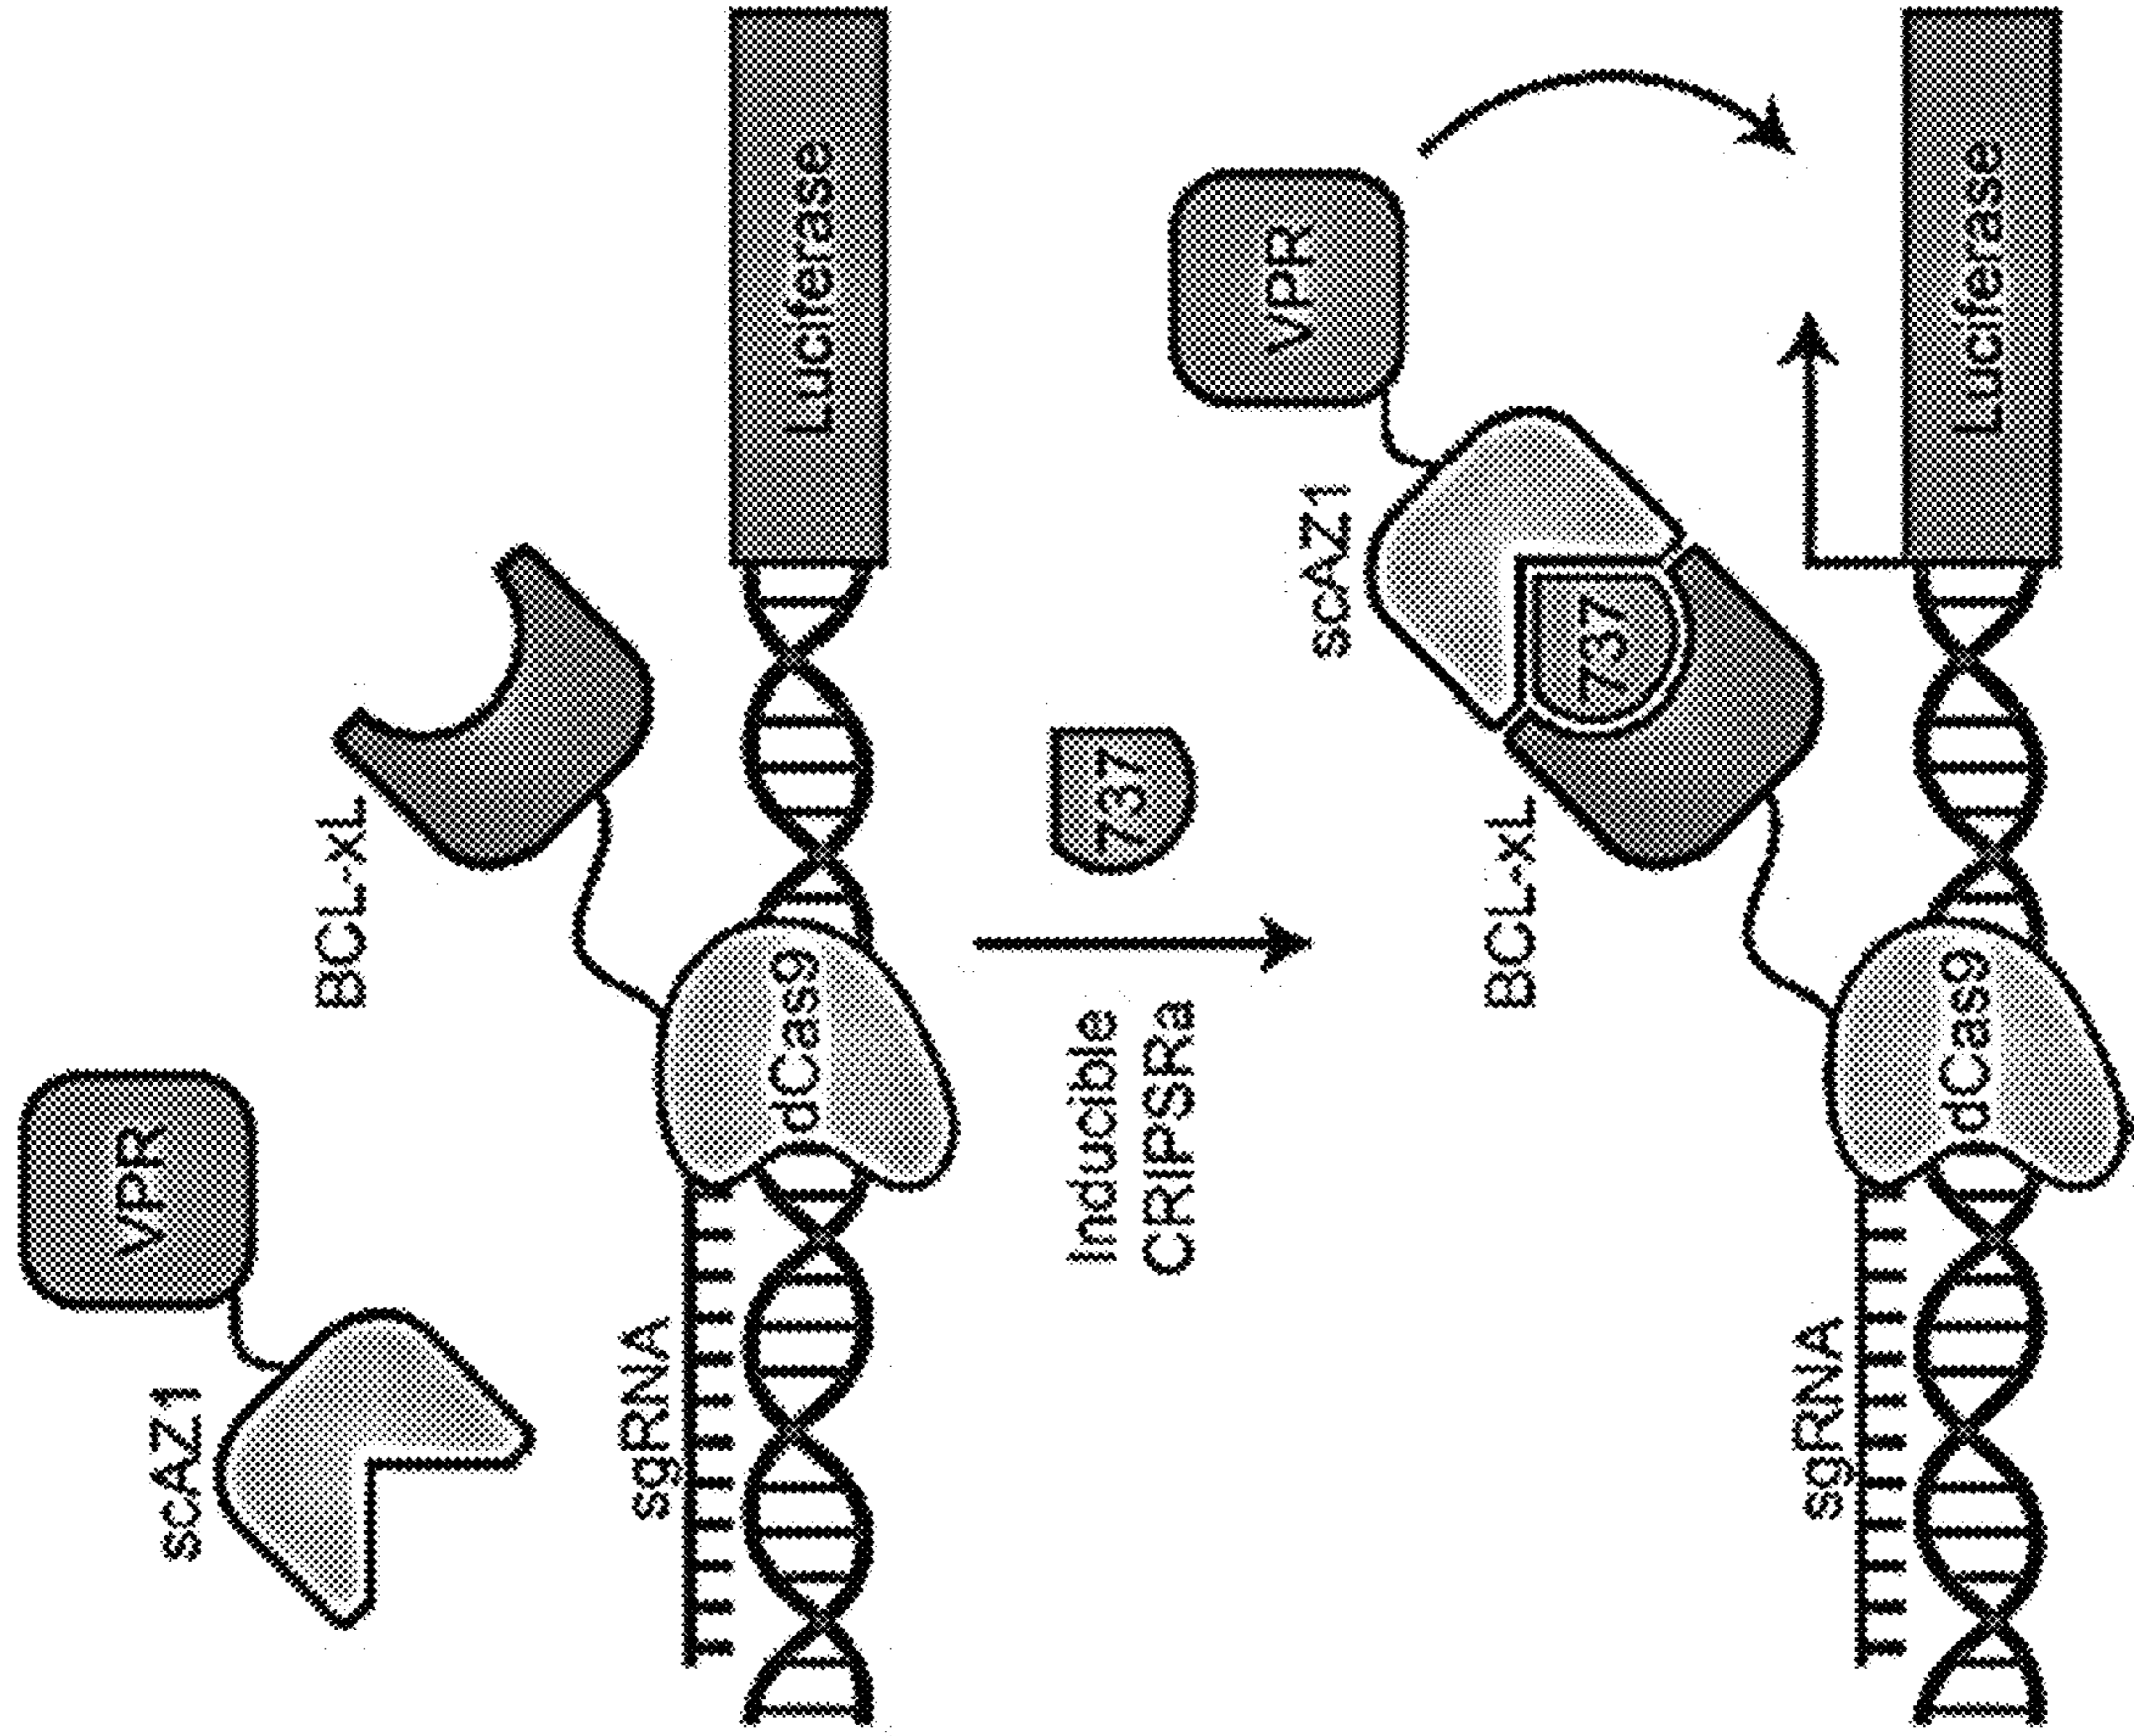 VPR
scAZ1
BCL-xL
sgRNA
dCas9
Luciferase
Inducible
CRIPSRa
737
VPR
scAZ1
737
BCL-xL
sgRNA
dCas9
Luciferase